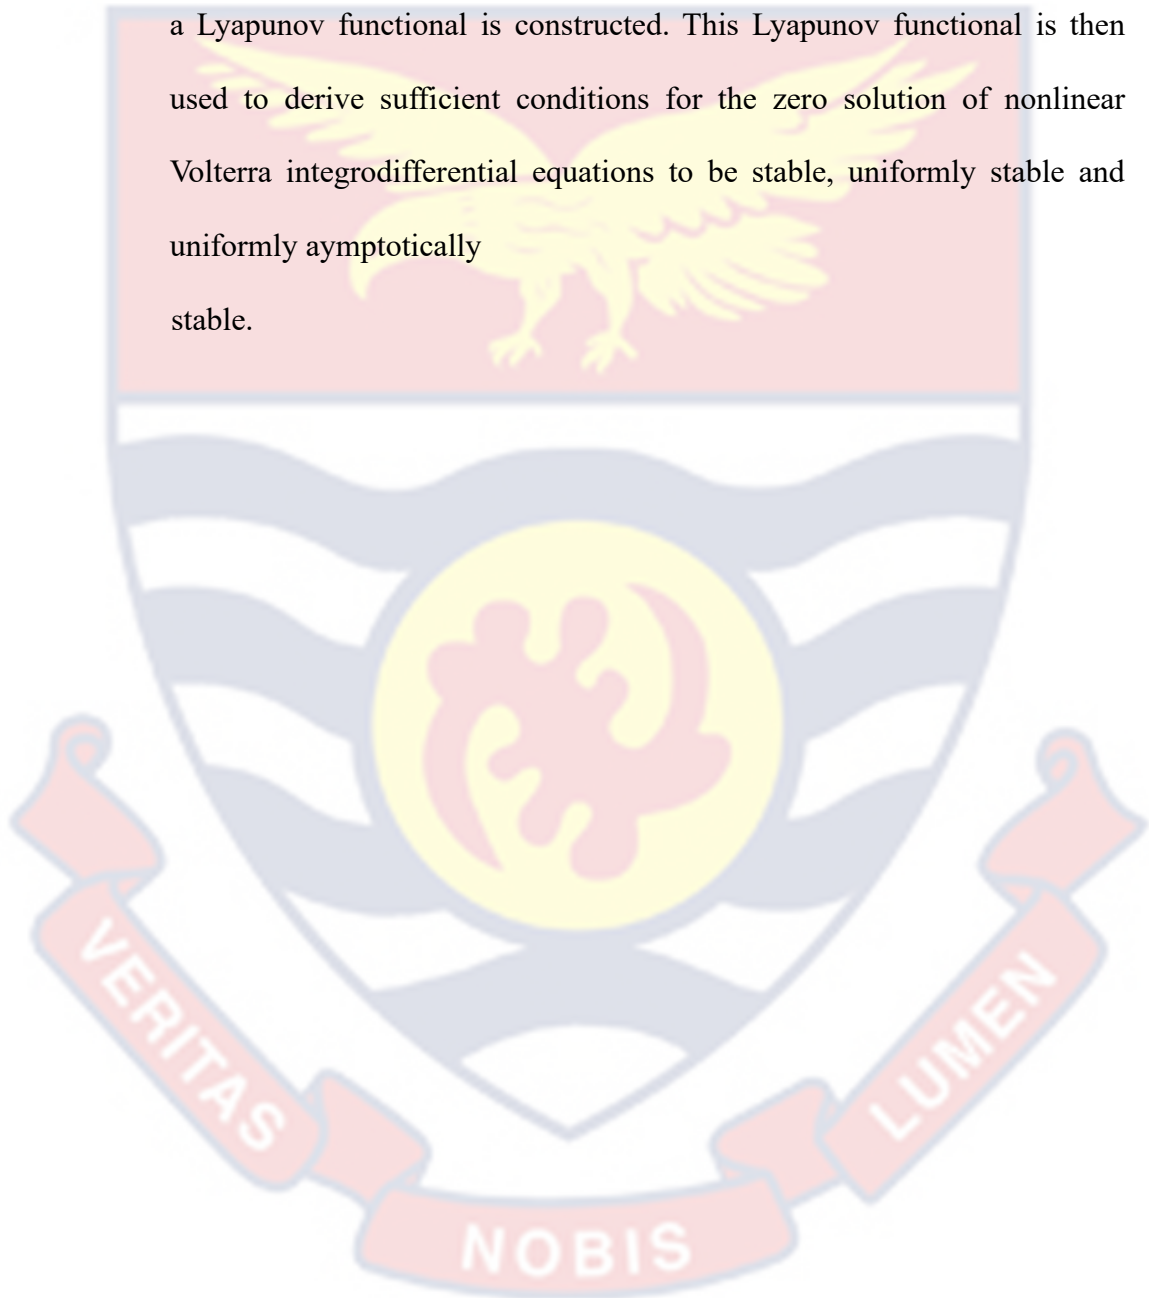 a Lyapunov functional is constructed. This Lyapunov functional is then
used to derive sufficient conditions for the zero solution of nonlinear
Volterra integrodifferential equations to be stable, uniformly stable and
uniformly aymptotically
stable.
VERITAS
NOBIS
LUMEN